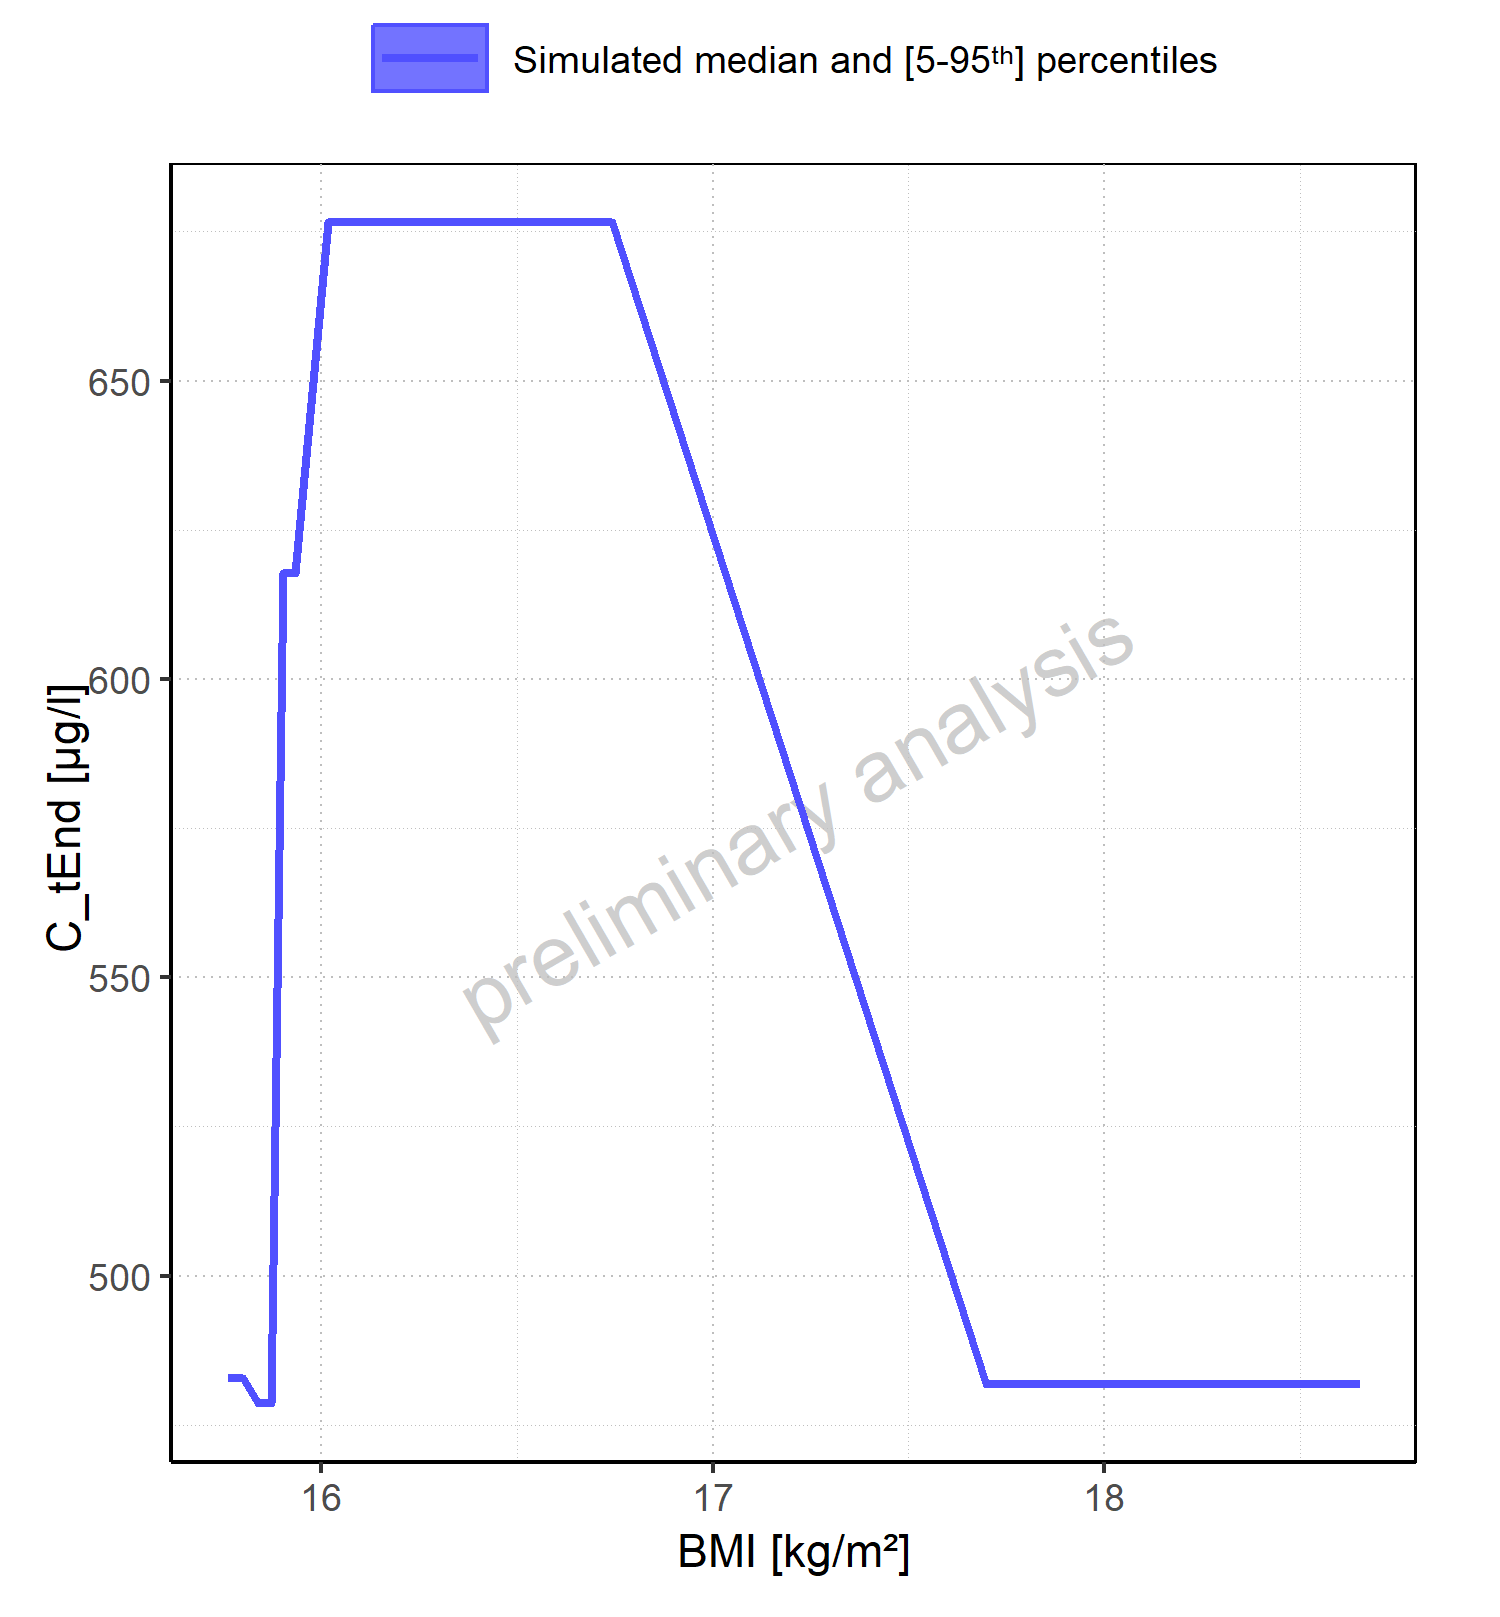 Simulated median and [5-95ᵗʰ] percentiles
650
600
550
500
C_tEnd [µg/l]
preliminary analysis
16 17 18
BMI [kg/m²]